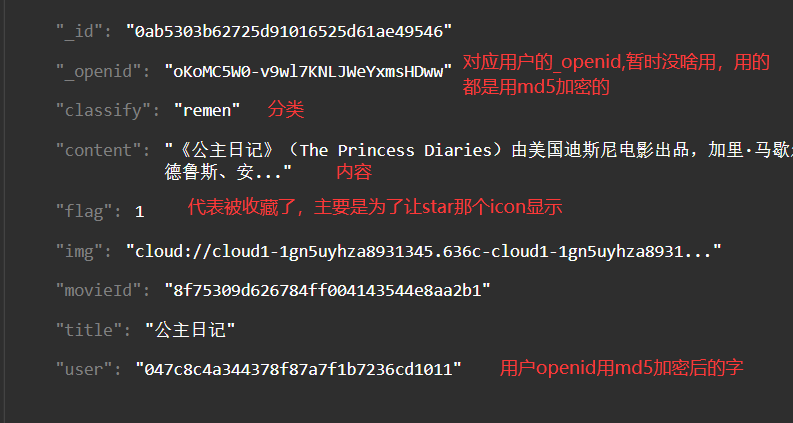 "_id": "0ab5303b62725d91016525d61ae49546"
"_openid": "oKoMC5W0-v9wl7KNLJWeYxmsHDww" 对应用户的_openid,暂时没啥用，用的
都是用md5加密的
"classify": "remen" 分类
"content": "《公主日记》（The Princess Diaries）由美国迪斯尼电影出品，加里·马歇
德鲁斯、安..." 内容
"flag": 1 代表被收藏了，主要是为了让star那个icon显示
"img": "cloud://cloud1-1gn5uyhza8931345.636c-cloud1-1gn5uyhza8931..."
"movieId": "8f75309d626784ff004143544e8aa2b1"
"title": "公主日记"
"user": "047c8c4a344378f87a7f1b7236cd1011" 用户openid用md5加密后的字